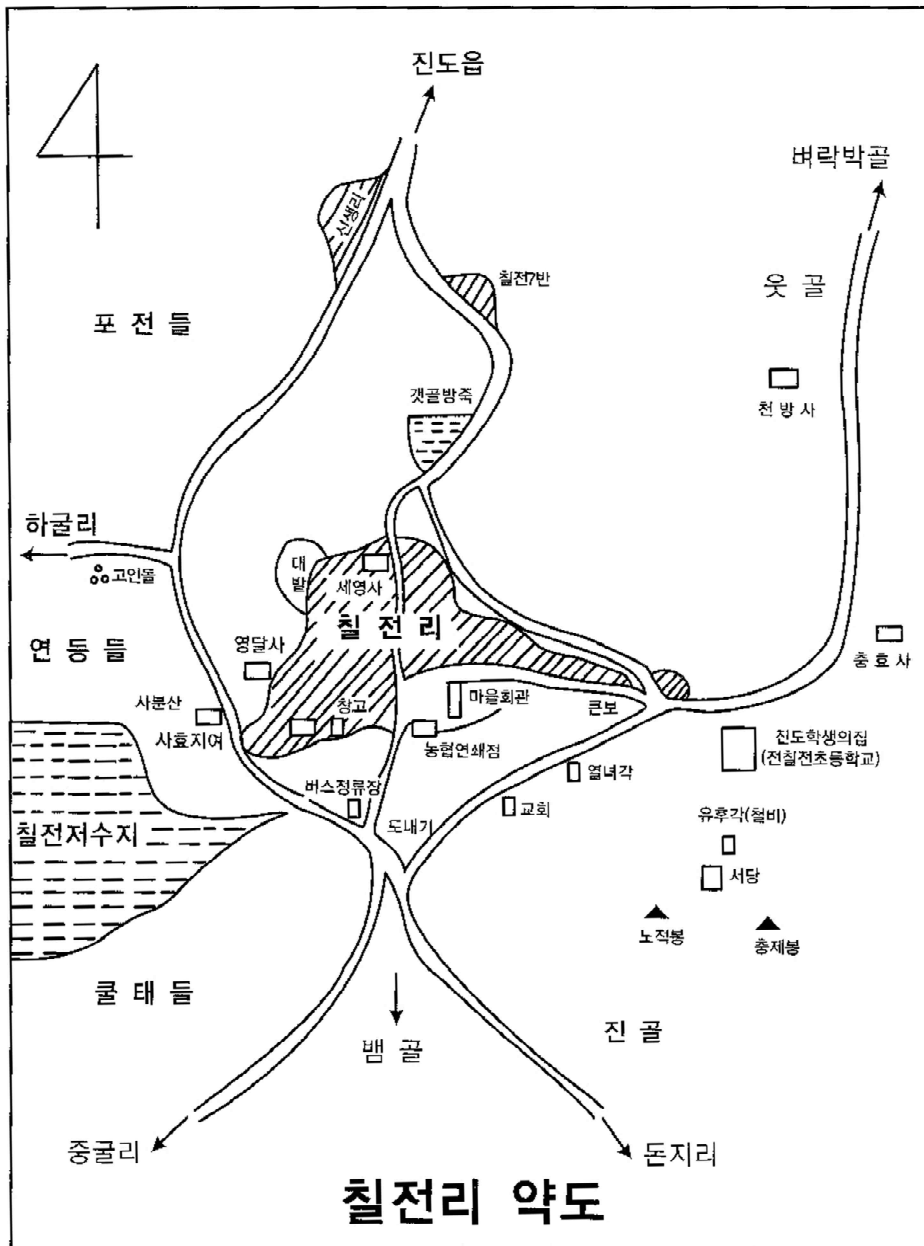 진도읍
벼락박골
신생리
칠전7반
웃 골
포 전 들
천 방 사
갯골방죽
하굴리
고인돌
대밭
세영사
칠 전 리
연 동 들
영달사
충 효 사
사분산
사효지여
창고
마을회관
큰보
농협연쇄점
진도학생의집
(전칠전초등학교)
열녀각
버스정류장
교회
도내기
유후각(철비)
칠전저수지
서당
노적봉
충제봉
쿨 태 들
진 골
뱀 골
중굴리
돈지리
칠전리 약도